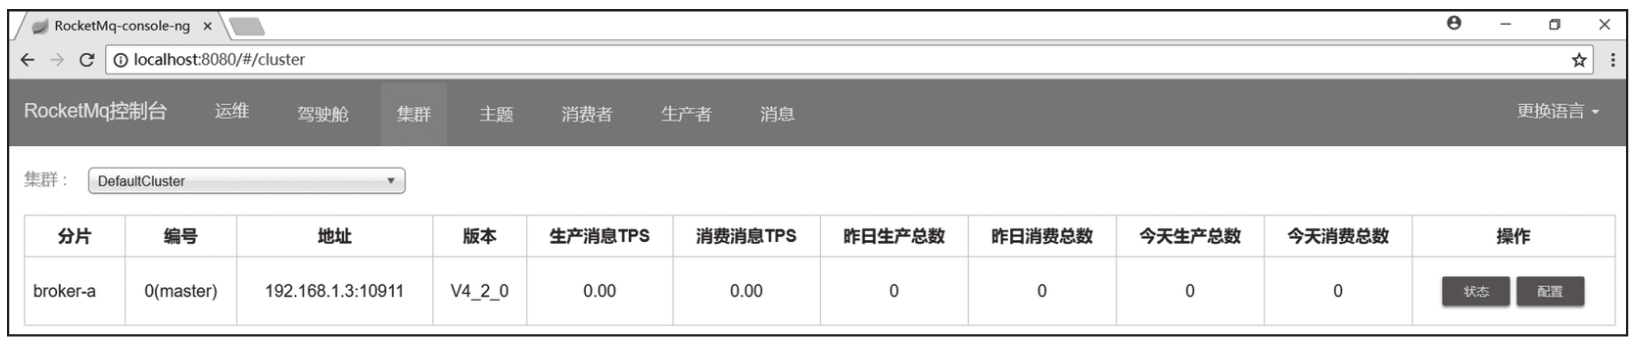 RocketMq-console-ng
localhost:8080/#/cluster
RocketMq控制台 运维 驾驶舱 集群 主题 消费者 生产者 消息 更换语言
集群： DefaultCluster
分片 编号 地址 版本 生产消息TPS 消费消息TPS 昨日生产总数 昨日消费总数 今天生产总数 今天消费总数 操作
broker-a 0(master) 192.168.1.3:10911 V4_2_0 0.00 0.00 0 0 0 0 状态 配置